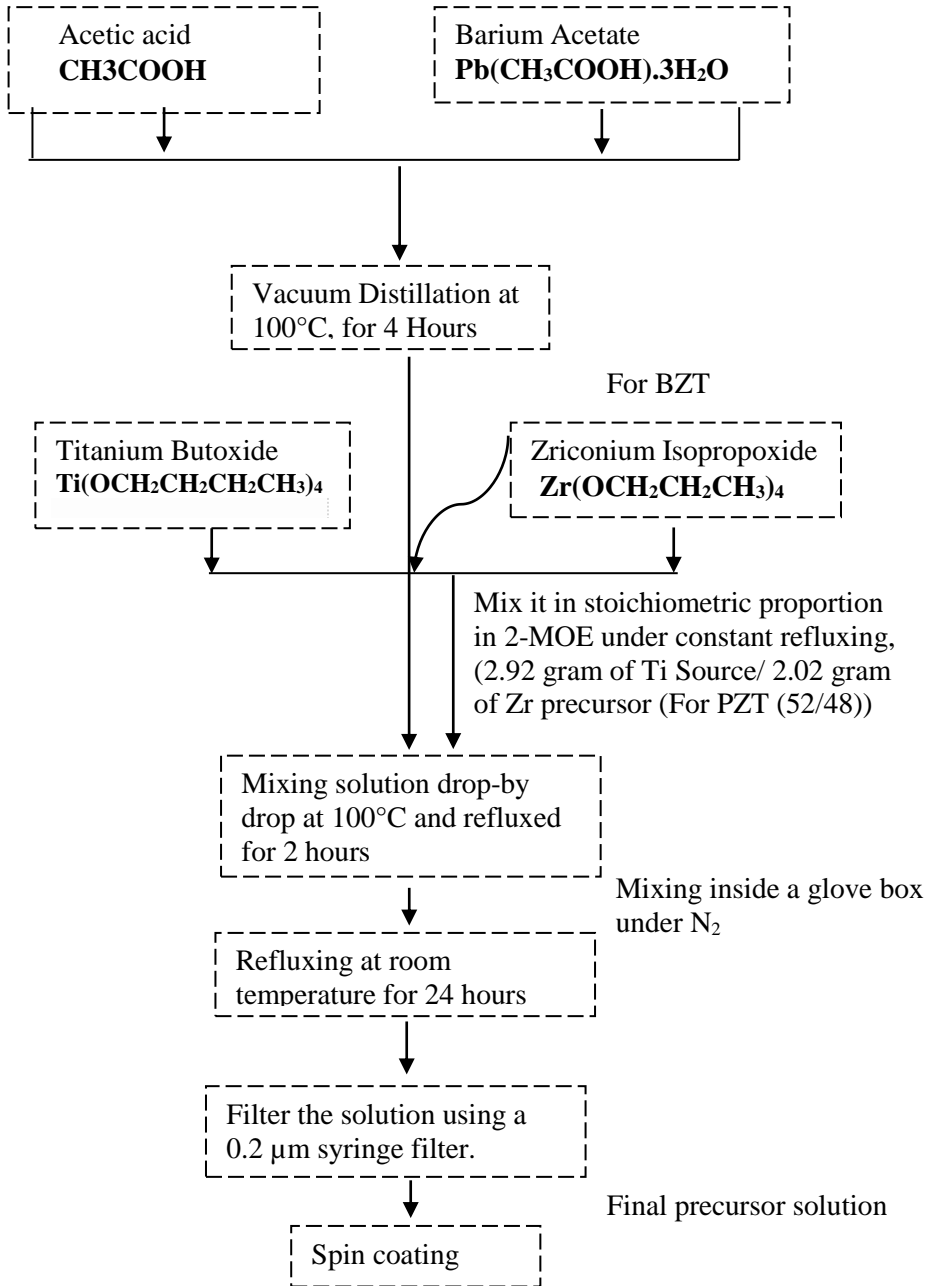 Acetic acid
CH3COOH
Barium Acetate
Pb(CH₃COOH).3H₂O
Vacuum Distillation at
100°C, for 4 Hours
For BZT
Titanium Butoxide
Ti(OCH₂CH₂CH₂CH₃)₄
Zriconium Isopropoxide
Zr(OCH₂CH₂CH₃)₄
Mix it in stoichiometric proportion
in 2-MOE under constant refluxing,
(2.92 gram of Ti Source/ 2.02 gram
of Zr precursor (For PZT (52/48))
Mixing solution drop-by
drop at 100°C and refluxed
for 2 hours
Mixing inside a glove box
under N₂
Refluxing at room
temperature for 24 hours
Filter the solution using a
0.2 µm syringe filter.
Final precursor solution
Spin coating